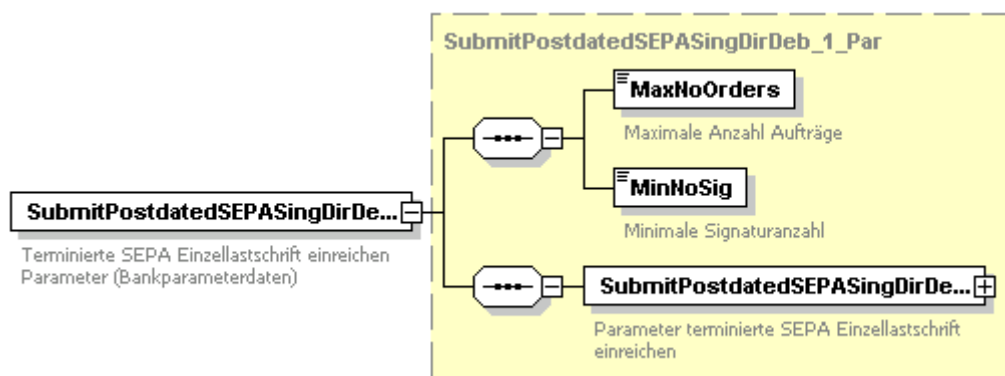 SubmitPostdatedSEPASingDirDeb_1_Par
MaxNoOrders
Maximale Anzahl Aufträge
MinNoSig
Minimale Signaturanzahl
SubmitPostdatedSEPASingDirDe...
Terminierte SEPA Einzellastschrift einreichen
Parameter (Bankparameterdaten)
SubmitPostdatedSEPASingDirDe...
Parameter terminierte SEPA Einzellastschrift
einreichen